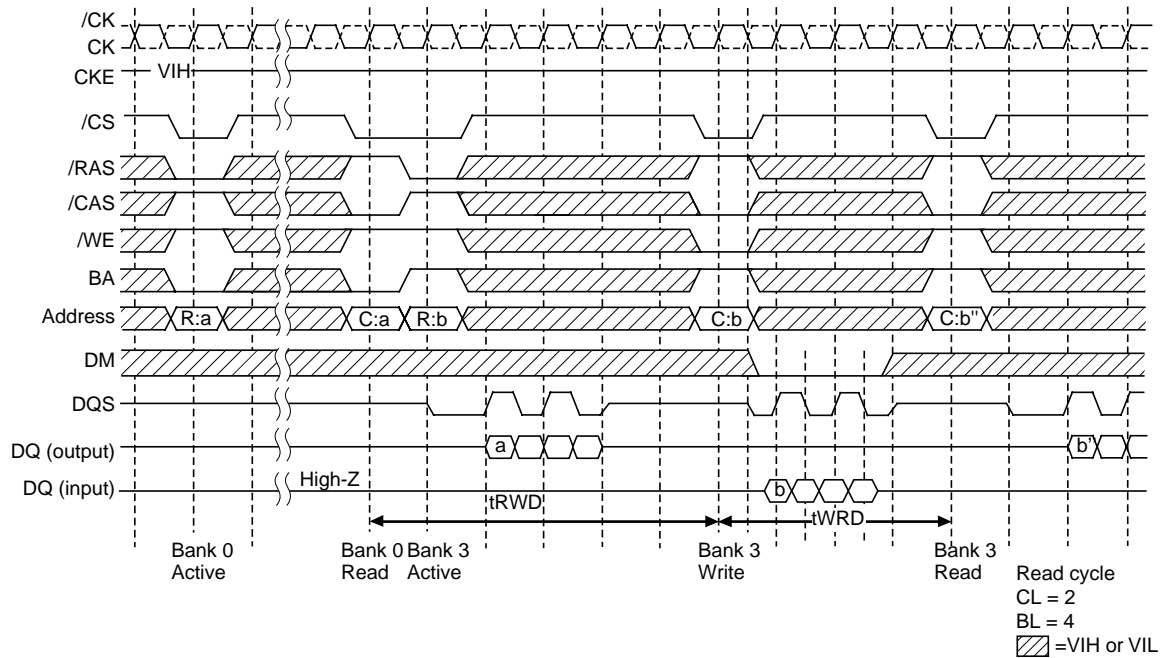 /CK
CK
CKE
VIH
/CS
/RAS
/CAS
/WE
BA
Address
R:a
C:a
R:b
C:b
C:b"
DM
DQS
DQ (output)
a
b"
DQ (input)
High-Z
b
tRWD
tWRD
Bank 0
Active
Bank 0
Read
Bank 3
Active
Bank 3
Write
Bank 3
Read
Read cycle
CL = 2
BL = 4
=VIH or VIL